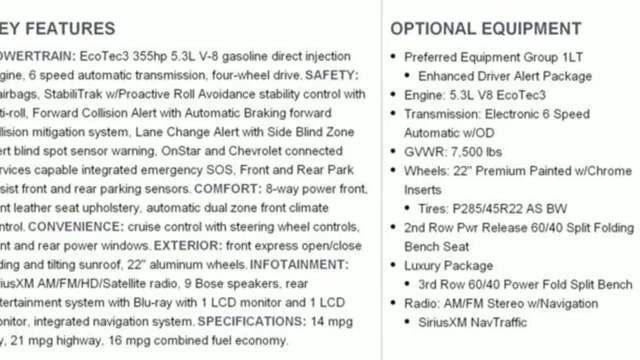 EY FEATURES
OWERTRAIN: EcoTec3 355hp 5.3L V-8 gasoline direct injection
gine, 6 speed automatic transmission, four-wheel drive. SAFETY:
airbags, StabiliTrak w/Proactive Roll Avoidance stability control with
ti-roll, Forward Collision Alert with Automatic Braking forward
llision mitigation system, Lane Change Alert with Side Blind Zone
ert blind spot sensor warning, OnStar and Chevrolet connected
rvices capable integrated emergency SOS, Front and Rear Park
sist front and rear parking sensors. COMFORT: 8-way power front,
nt leather seat upholstery, automatic dual zone front climate
ntrol. CONVENIENCE: cruise control with steering wheel controls,
nt and rear power windows. EXTERIOR: front express open/close
ding and tilting sunroof, 22" aluminum wheels. INFOTAINMENT:
riusXM AM/FM/HD/Satellite radio, 9 Bose speakers, rear
tertainment system with Blu-ray with 1 LCD monitor and 1 LCD
onitor, integrated navigation system. SPECIFICATIONS: 14 mpg
y, 21 mpg highway, 16 mpg combined fuel economy.
OPTIONAL EQUIPMENT
• Preferred Equipment Group 1LT
• Enhanced Driver Alert Package
• Engine: 5.3L V8 EcoTec3
• Transmission: Electronic 6 Speed
Automatic w/OD
• GVWR: 7,500 lbs
• Wheels: 22" Premium Painted w/Chrome
Inserts
• Tires: P285/45R22 AS BW
• 2nd Row Pwr Release 60/40 Split Folding
Bench Seat
• Luxury Package
• 3rd Row 60/40 Power Fold Split Bench
• Radio: AM/FM Stereo w/Navigation
• SiriusXM NavTraffic